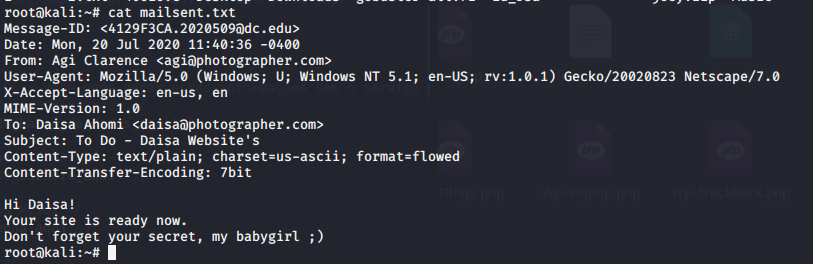 root@kali:~# cat mailsent.txt
Message-ID: <4129F3CA.2020509@dc.edu>
Date: Mon, 20 Jul 2020 11:40:36 -0400
From: Agi Clarence <agi@photographer.com>
User-Agent: Mozilla/5.0 (Windows; U; Windows NT 5.1; en-US; rv:1.0.1) Gecko/20020823 Netscape/7.0
X-Accept-Language: en-us, en
MIME-Version: 1.0
To: Daisa Ahomi <daisa@photographer.com>
Subject: To Do - Daisa Website's
Content-Type: text/plain; charset=us-ascii; format=flowed
Content-Transfer-Encoding: 7bit
ttings.php wp-trackback.php
Hi Daisa!
Your site is ready now.
Don't forget your secret, my babygirl ;)
root@kali:~#